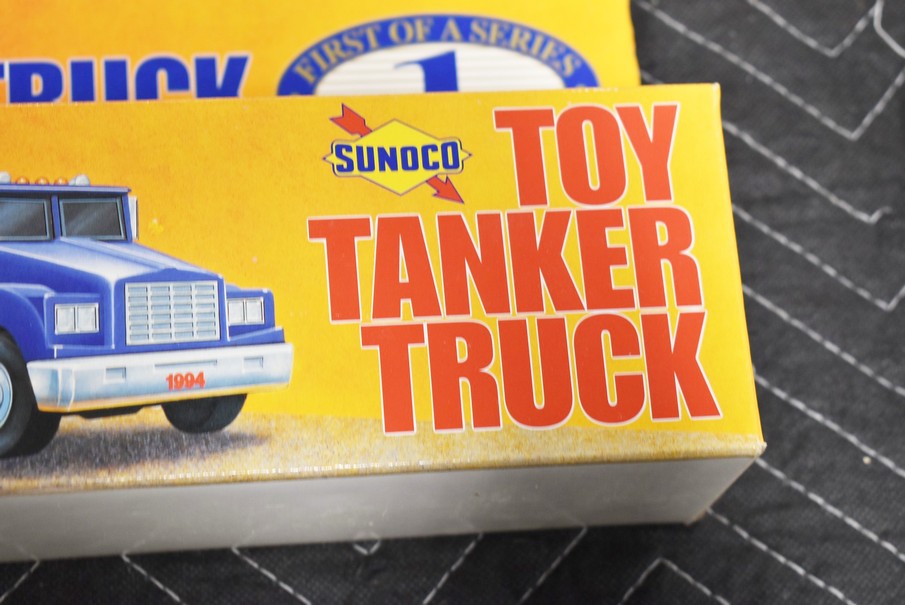 TRUCK
FIRST OF A SERIES
1
SUNOCO
TOY
TANKER
TRUCK
1994